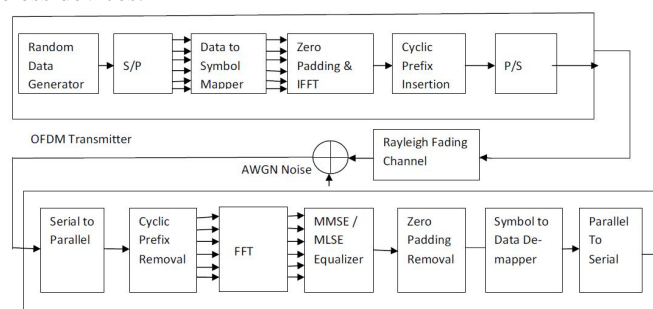 Random
Data
Generator
S/P
Data to
Symbol
Mapper
Zero
Padding &
IFFT
Cyclic
Prefix
Insertion
P/S
OFDM Transmitter
AWGN Noise
Rayleigh Fading
Channel
Serial to
Parallel
Cyclic
Prefix
Removal
FFT
MMSE /
MLSE
Equalizer
Zero
Padding
Removal
Symbol to
Data De-
mapper
Parallel
To
Serial